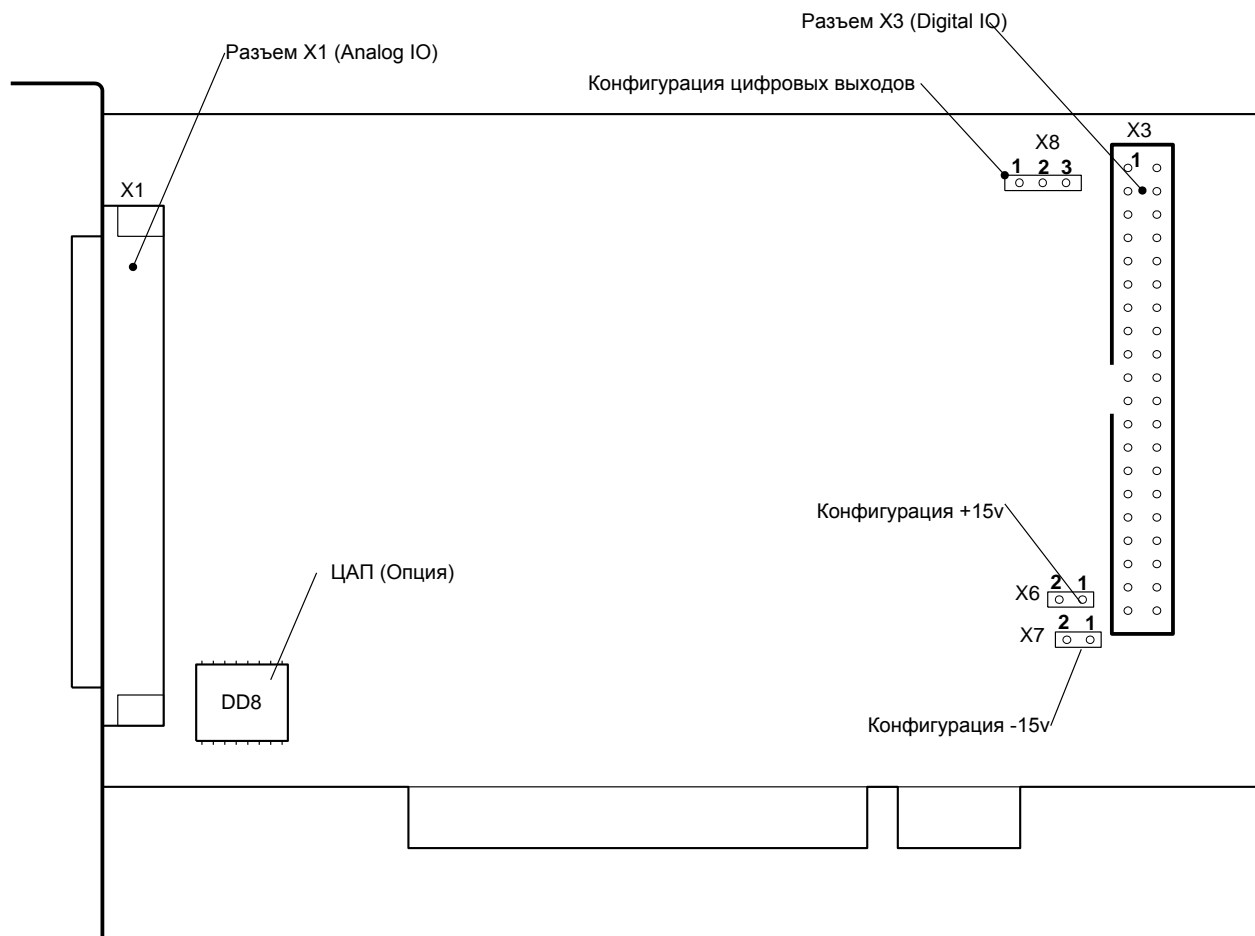 Разъем X3 (Digital IO)
Разъем X1 (Analog IO)
Конфигурация цифровых выходов
X8
X3
1 2 3
1
X1
Конфигурация +15v
ЦАП (Опция)
X6
2 1
X7
2 1
DD8
Конфигурация -15v